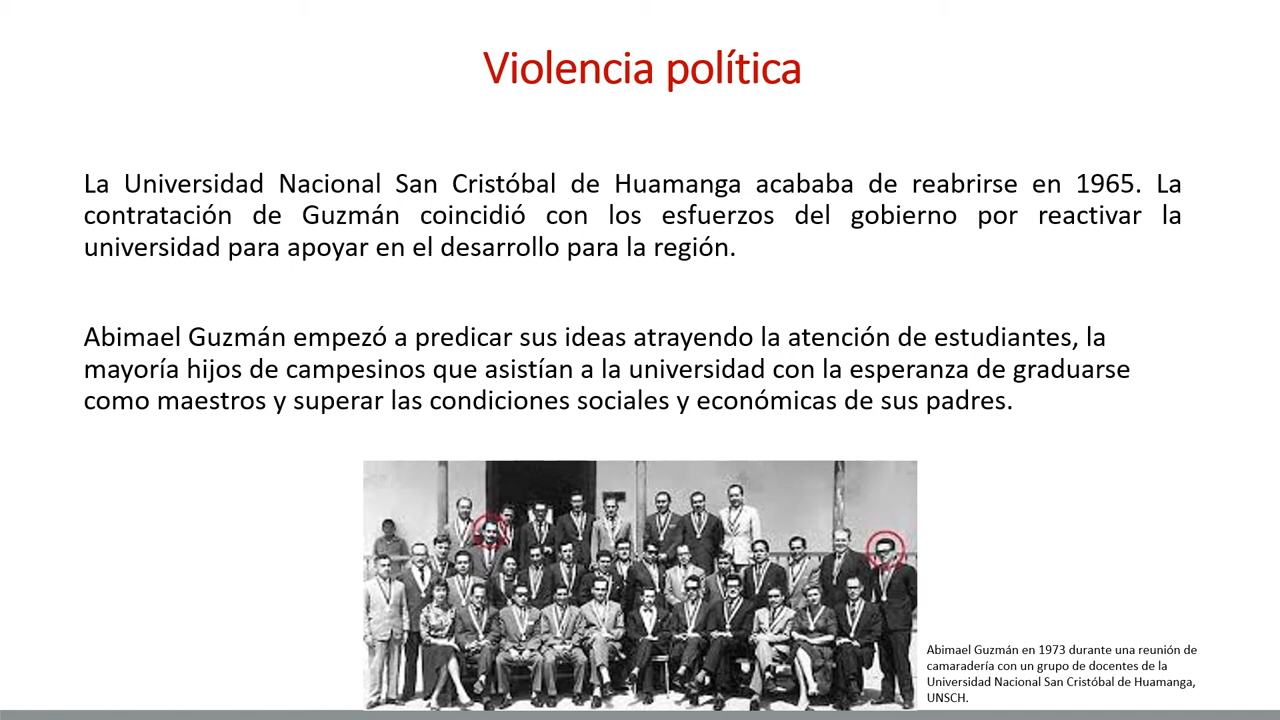 Violencia política
La Universidad Nacional San Cristóbal de Huamanga acababa de reabrirse en 1965. La
contratación de Guzmán coincidió con los esfuerzos del gobierno por reactivar la
universidad para apoyar en el desarrollo para la región.
Abimael Guzmán empezó a predicar sus ideas atrayendo la atención de estudiantes, la
mayoría hijos de campesinos que asistían a la universidad con la esperanza de graduarse
como maestros y superar las condiciones sociales y económicas de sus padres.
Abimael Guzmán en 1973 durante una reunión de
camaradería con un grupo de docentes de la
Universidad Nacional San Cristóbal de Huamanga,
UNSCH.